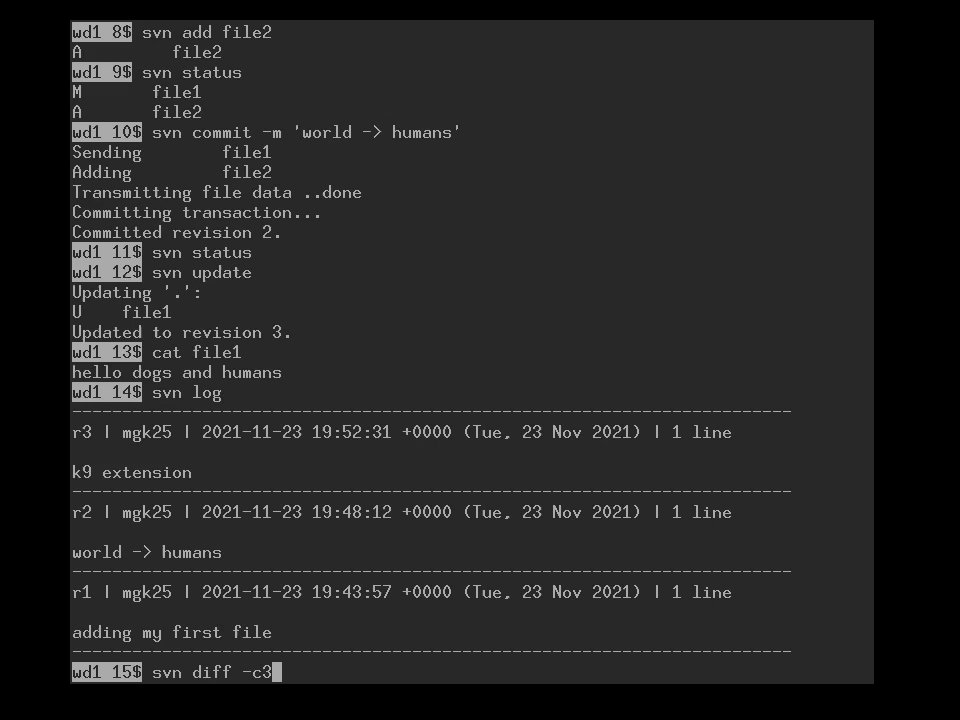 wd1 8$ svn add file2
A         file2
wd1 9$ svn status
M       file1
A       file2
wd1 10$ svn commit -m 'world -> humans'
Sending        file1
Adding         file2
Transmitting file data ..done
Committing transaction...
Committed revision 2.
wd1 11$ svn status
wd1 12$ svn update
Updating '.':
U    file1
Updated to revision 3.
wd1 13$ cat file1
hello dogs and humans
wd1 14$ svn log
------------------------------------------------------------------------
r3 | mgk25 | 2021-11-23 19:52:31 +0000 (Tue, 23 Nov 2021) | 1 line

k9 extension
------------------------------------------------------------------------
r2 | mgk25 | 2021-11-23 19:48:12 +0000 (Tue, 23 Nov 2021) | 1 line

world -> humans
------------------------------------------------------------------------
r1 | mgk25 | 2021-11-23 19:43:57 +0000 (Tue, 23 Nov 2021) | 1 line

adding my first file
------------------------------------------------------------------------
wd1 15$ svn diff -c3